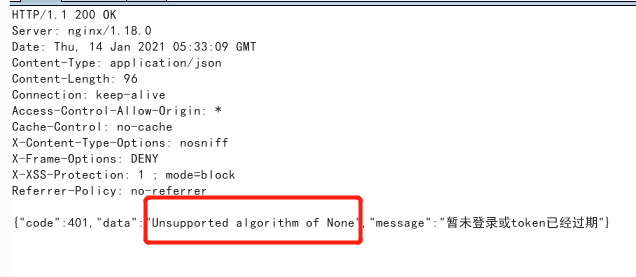 HTTP/1.1 200 OK
Server: nginx/1.18.0
Date: Thu, 14 Jan 2021 05:33:09 GMT
Content-Type: application/json
Content-Length: 96
Connection: keep-alive
Access-Control-Allow-Origin: *
Cache-Control: no-cache
X-Content-Type-Options: nosniff
X-Frame-Options: DENY
X-XSS-Protection: 1 ; mode=block
Referrer-Policy: no-referrer
{"code":401,"data":"Unsupported algorithm of None","message":"暂未登录或token已经过期"}